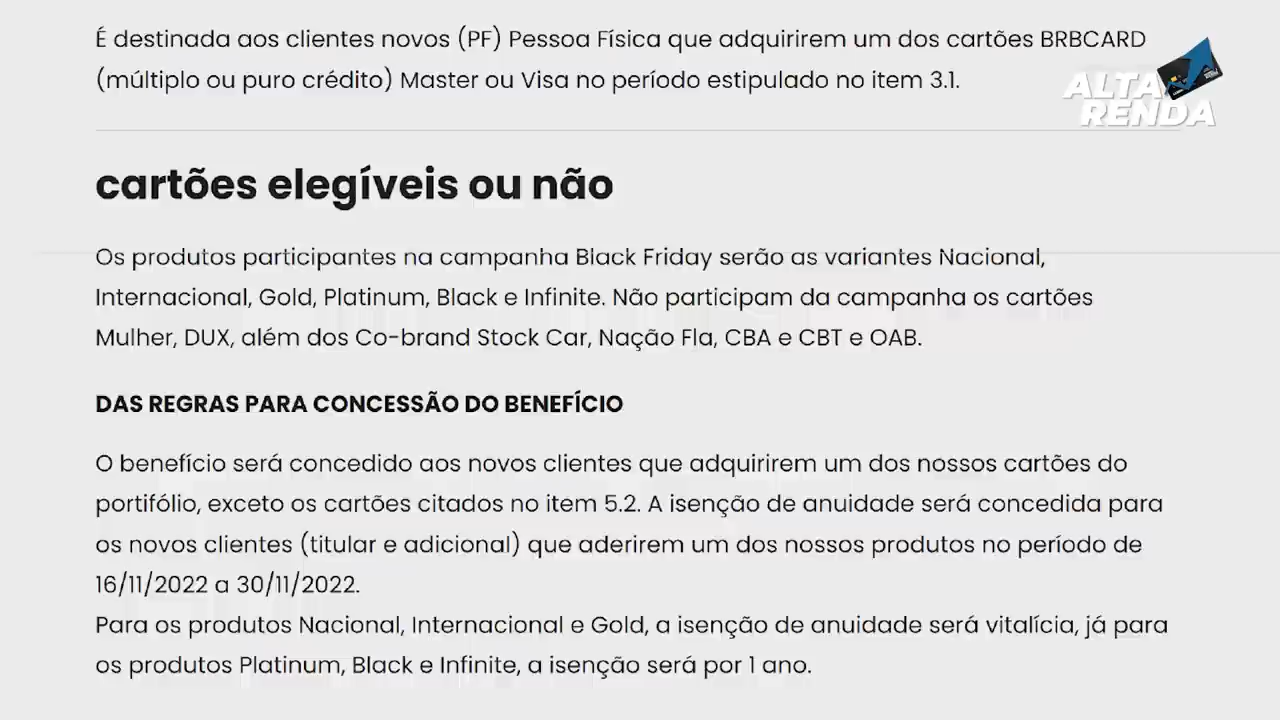 É destinada aos clientes novos (PF) Pessoa Física que adquirirem um dos cartões BRBCARD
(múltiplo ou puro crédito) Master ou Visa no período estipulado no item 3.1.
ALTA
RENDA
cartões elegíveis ou não
Os produtos participantes na campanha Black Friday serão as variantes Nacional,
Internacional, Gold, Platinum, Black e Infinite. Não participam da campanha os cartões
Mulher, DUX, além dos Co-brand Stock Car, Nação Fla, CBA e CBT e OAB.
DAS REGRAS PARA CONCESSÃO DO BENEFÍCIO
O benefício será concedido aos novos clientes que adquirirem um dos nossos cartões do
portifólio, exceto os cartões citados no item 5.2. A isenção de anuidade será concedida para
os novos clientes (titular e adicional) que aderirem um dos nossos produtos no período de
16/11/2022 a 30/11/2022.
Para os produtos Nacional, Internacional e Gold, a isenção de anuidade será vitalícia, já para
os produtos Platinum, Black e Infinite, a isenção será por 1 ano.